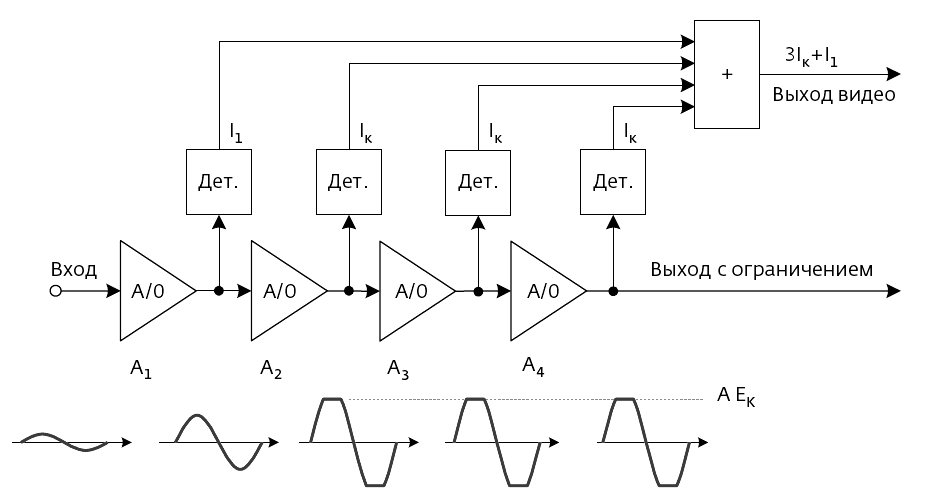 3Iк+I1
+
Выход видео
I1
Iк
Iк
Iк
Дет.
Дет.
Дет.
Дет.
Вход
Выход с ограничением
A/0
A/0
A/0
A/0
A1
A2
A3
A4
A EК